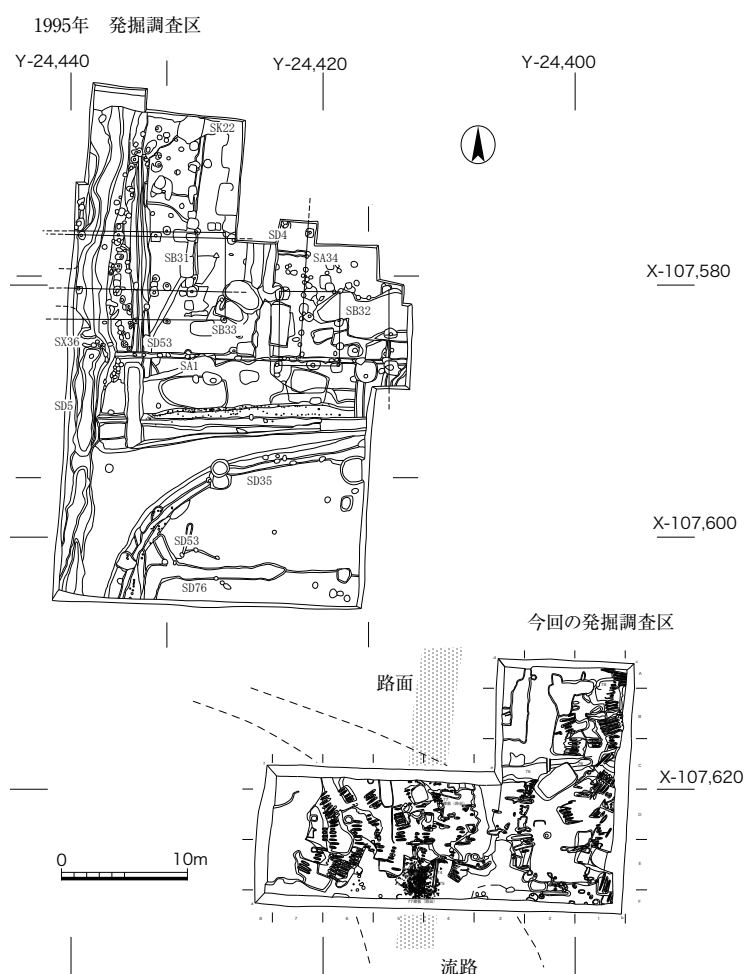 1995年　発掘調査区
Y-24,440
Y-24,420
Y-24,400
SK22
SD4
SA34
SB31
X-107,580
SB32
SB33
SX36
SD53
SA1
SD5
SD35
X-107,600
SD53
SD76
今回の発掘調査区
路面
X-107,620
0
10m
流路